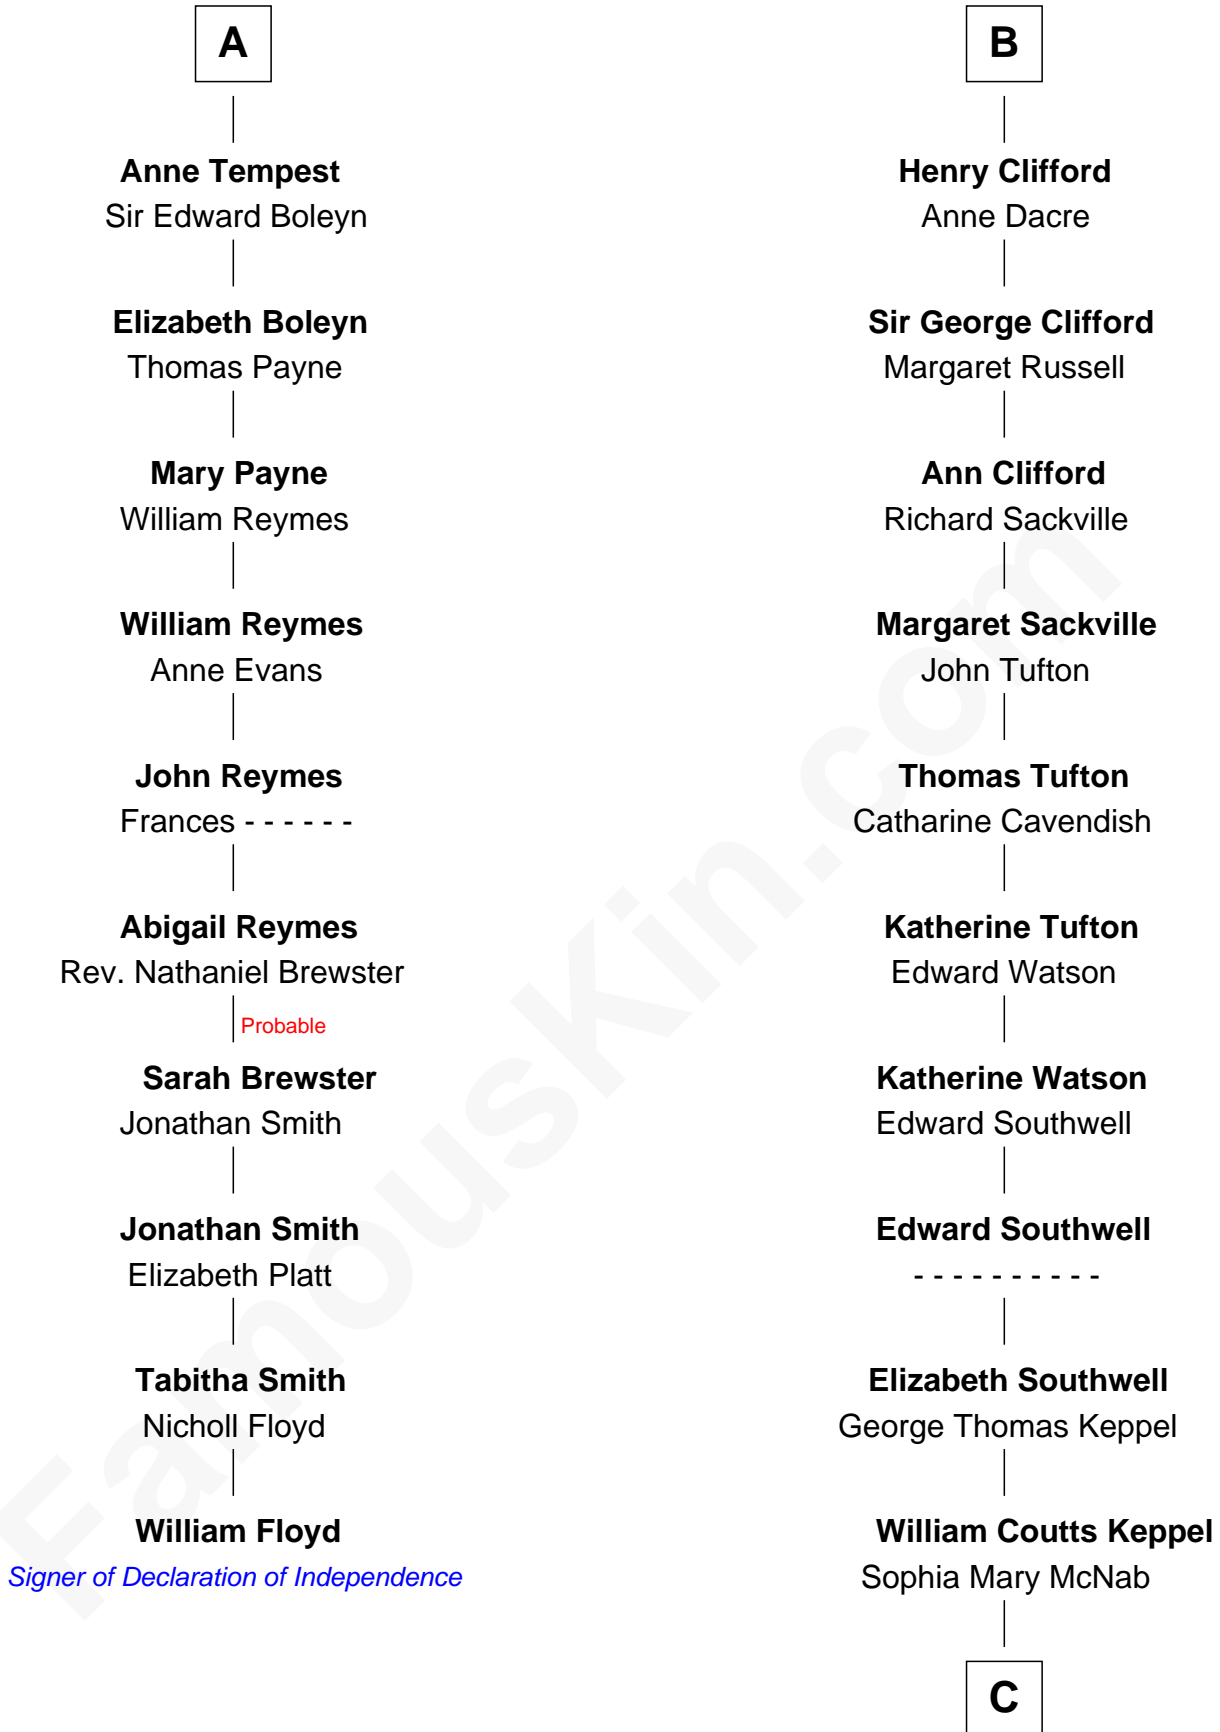 A
Anne Tempest
Sir Edward Boleyn
Elizabeth Boleyn
Thomas Payne
Mary Payne
William Reymes
William Reymes
Anne Evans
John Reymes
Frances - - - - - -
Abigail Reymes
Rev. Nathaniel Brewster
Probable
Sarah Brewster
Jonathan Smith
Jonathan Smith
Elizabeth Platt
Tabitha Smith
Nicholl Floyd
William Floyd
Signer of Declaration of Independence
B
Henry Clifford
Anne Dacre
Sir George Clifford
Margaret Russell
Ann Clifford
Richard Sackville
Margaret Sackville
John Tufton
Thomas Tufton
Catharine Cavendish
Katherine Tufton
Edward Watson
Katherine Watson
Edward Southwell
Edward Southwell
- - - - - - - - - -
Elizabeth Southwell
George Thomas Keppel
William Coutts Keppel
Sophia Mary McNab
C
FamousKin.com